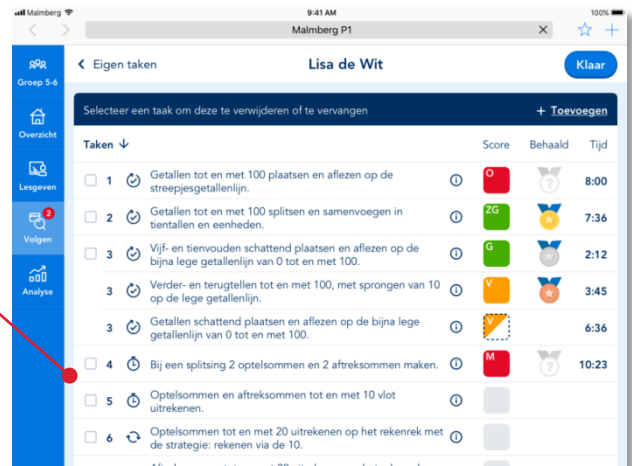 Malmberg
9:41 AM
100%
Malmberg P1
Groep 5-6
Eigen taken
Lisa de Wit
Klaar
Overzicht
Lesgeven
2
Volgen
Analyse
Selecteer een taak om deze te verwijderen of te vervangen
+ Toevoegen
Taken ↓
Score
Behaald
Tijd
1
Getallen tot en met 100 plaatsen en aflezen op de
streepjesgetallenlijn.
O
?
8:00
2
Getallen tot en met 100 splitsen en samenvoegen in
tientallen en eenheden.
ZG
7:36
3
Vijf- en tienvouden schattend plaatsen en aflezen op de
bijna lege getallenlijn van 0 tot en met 100.
G
2:12
3
Verder- en terugtellen tot en met 100, met sprongen van 10
op de lege getallenlijn.
V
3:45
3
Getallen schattend plaatsen en aflezen op de bijna lege
getallenlijn van 0 tot en met 100.
V
6:36
4
Bij een splitsing 2 optelsommen en 2 aftreksommen maken.
M
?
10:23
5
Optelsommen en aftreksommen tot en met 10 vlot
uitrekenen.
6
Optelsommen tot en met 20 uitrekenen op het rekenrek met
de strategie: rekenen via de 10.